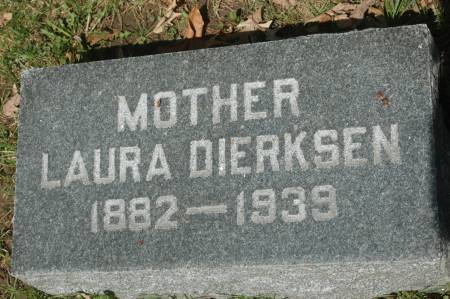 MOTHER
LAURA DIERKSEN
1882—1939